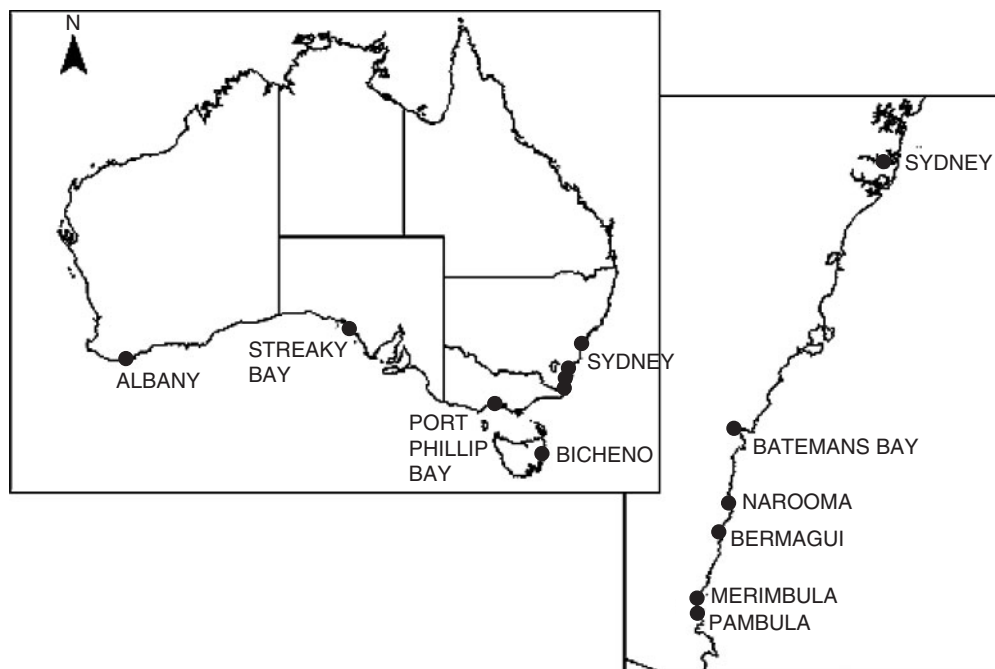 N
SYDNEY
STREAKY
BAY
ALBANY
PORT
PHILLIP
BAY
BICHENO
SYDNEY
BATEMANS BAY
NAROOMA
BERMAGUI
MERIMBULA
PAMBULA